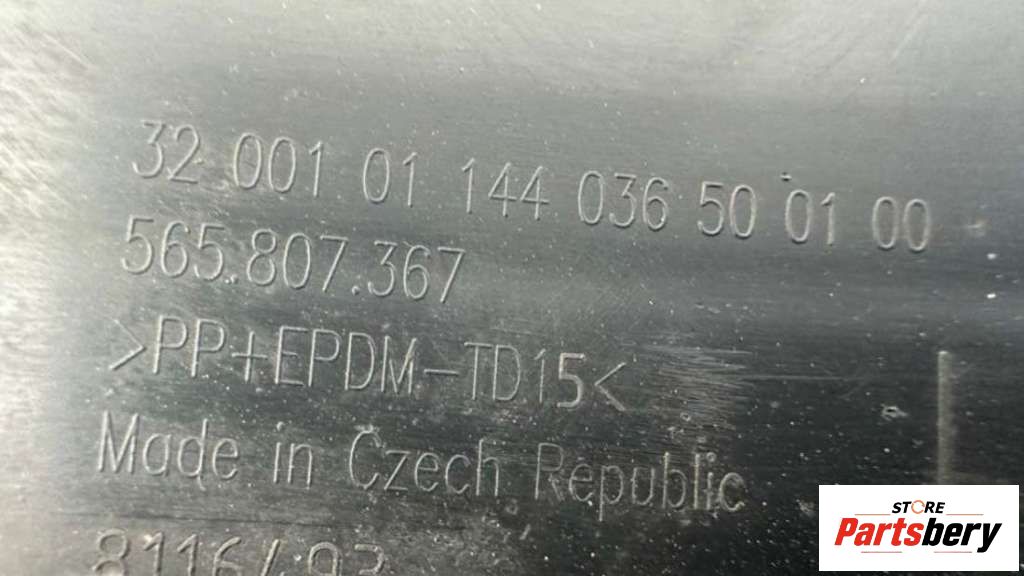 32 001 01 144 036 50 01 00
565.807.367
>PP+EPDM-TD15<
Made in Czech Republic
STORE
Partsbery